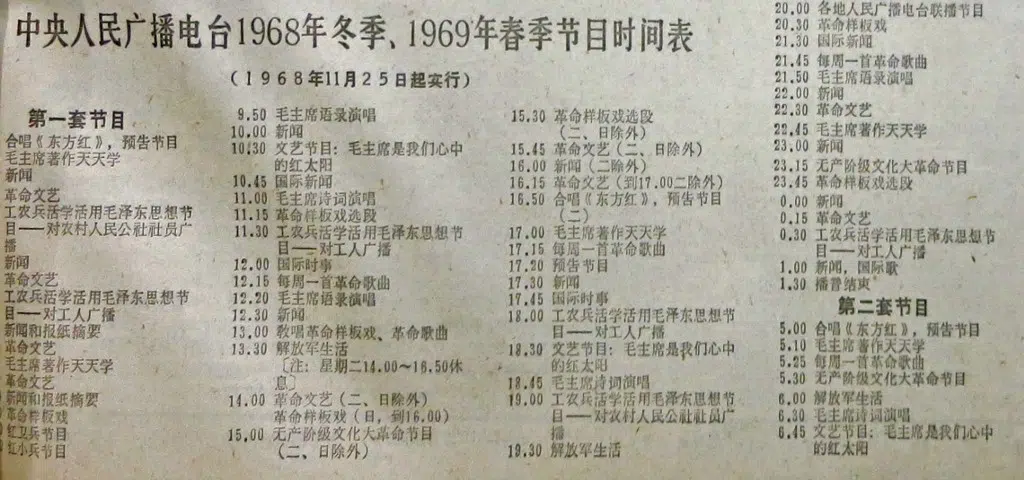 中央人民广播电台1968年冬季、1969年春季节目时间表
(1968年11月25日起实行)
第一套节目
合唱《东方红》，预告节目
毛主席著作天天学
新闻
革命文艺
工农兵活学活用毛泽东思想节
目——对农村人民公社社员广
播
新闻
革命文艺
工农兵活学活用毛泽东思想节
目——对工人广播
新闻和报纸摘要
革命文艺
毛主席著作天天学
革命文艺
新闻和报纸摘要
革命样板戏
红卫兵节目
红小兵节目
9.50 毛主席语录演唱
10.00 新闻
10.30 文艺节目：毛主席是我们心中
的红太阳
10.45 国际新闻
11.00 毛主席诗词演唱
11.15 革命样板戏选段
11.30 工农兵活学活用毛泽东思想节
目——对工人广播
12.00 国际时事
12.15 每周一首革命歌曲
12.20 毛主席语录演唱
12.30 新闻
13.00 教唱革命样板戏、革命歌曲
13.30 解放军生活
〔注：星期二14.00～16.50休
息〕
14.00 革命文艺(二、日除外)
革命样板戏(日，到16.00)
15.00 无产阶级文化大革命节目
(二、日除外)
15.30 革命样板戏选段
(二、日除外)
15.45 革命文艺(二、日除外)
16.00 新闻(二除外)
16.15 革命文艺(到17.00二除外)
16.50 合唱《东方红》，预告节目
(二)
17.00 毛主席著作天天学
17.15 每周一首革命歌曲
17.20 预告节目
17.30 新闻
17.45 国际时事
18.00 工农兵活学活用毛泽东思想节
目——对工人广播
18.30 文艺节目：毛主席是我们心中
的红太阳
18.45 毛主席诗词演唱
19.00 工农兵活学活用毛泽东思想节
目——对农村人民公社社员广
播
19.30 解放军生活
20.00 各地人民广播电台联播节目
20.30 革命样板戏
21.30 国际新闻
21.45 每周一首革命歌曲
21.50 毛主席语录演唱
22.00 新闻
22.30 革命文艺
22.45 毛主席著作天天学
23.00 新闻
23.15 无产阶级文化大革命节目
23.45 革命样板戏选段
0.00 新闻
0.15 革命文艺
0.30 工农兵活学活用毛泽东思想节
目——对工人广播
1.00 新闻，国际歌
1.30 播音结束
第二套节目
5.00 合唱《东方红》，预告节目
5.10 毛主席著作天天学
5.25 每周一首革命歌曲
5.30 无产阶级文化大革命节目
6.00 解放军生活
6.30 毛主席诗词演唱
6.45 文艺节目：毛主席是我们心中
的红太阳